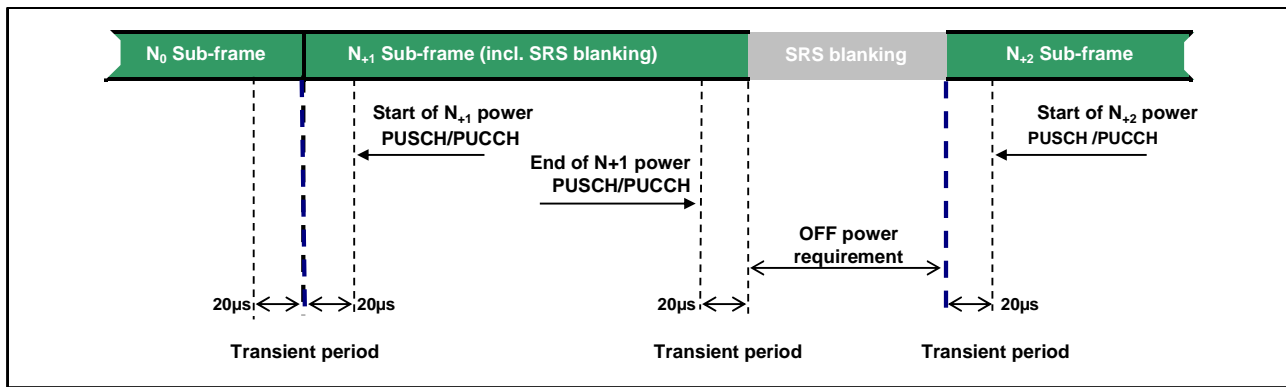 N₀ Sub-frame
N₊₁ Sub-frame (incl. SRS blanking)
SRS blanking
N₊₂ Sub-frame
Start of N₊₁ power
PUSCH/PUCCH
End of N+1 power
PUSCH/PUCCH
Start of N₊₂ power
PUSCH /PUCCH
OFF power
requirement
20µs
20µs
20µs
20µs
Transient period
Transient period
Transient period